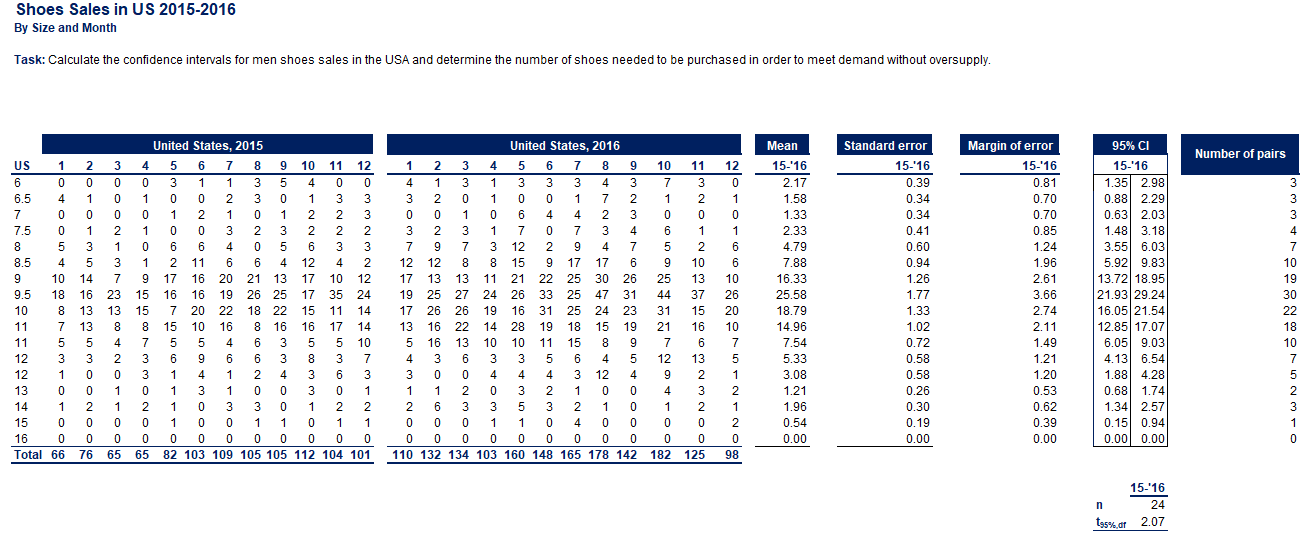 Shoes Sales in US 2015-2016
By Size and Month
Task: Calculate the confidence intervals for men shoes sales in the USA and determine the number of shoes needed to be purchased in order to meet demand without oversupply.
United States, 2015 United States, 2016 Mean Standard error Margin of error 95% CI Number of pairs
US 1 2 3 4 5 6 7 8 9 10 11 12 1 2 3 4 5 6 7 8 9 10 11 12 15-'16 15-'16 15-'16 15-'16
6 0 0 0 0 3 1 1 3 5 4 0 0 4 1 3 1 3 3 3 4 3 7 3 0 2.17 0.39 0.81 1.35 2.98 3
6.5 4 1 0 1 0 0 2 3 0 1 3 3 3 2 0 1 0 0 1 7 2 1 2 1 1.58 0.34 0.70 0.88 2.29 3
7 0 0 0 0 1 2 1 0 1 2 2 3 0 0 1 0 6 4 4 2 3 0 0 0 1.33 0.34 0.70 0.63 2.03 3
7.5 0 1 2 1 0 0 3 2 3 2 2 2 3 2 3 1 7 0 7 3 4 6 1 1 2.33 0.41 0.85 1.48 3.18 4
8 5 3 1 0 6 6 4 0 5 6 3 3 7 9 7 3 12 2 9 4 7 5 2 6 4.79 0.60 1.24 3.55 6.03 7
8.5 4 5 3 1 2 11 6 6 4 12 4 2 12 12 8 8 15 9 17 17 6 9 10 6 7.88 0.94 1.96 5.92 9.83 10
9 10 14 7 9 17 16 20 21 13 17 10 12 17 13 13 11 21 22 25 30 26 25 13 10 16.33 1.26 2.61 13.72 18.95 19
9.5 18 16 23 15 16 16 19 26 25 17 35 24 19 25 27 24 26 33 25 47 31 44 37 26 25.58 1.77 3.66 21.93 29.24 30
10 8 13 13 15 7 20 22 18 22 15 11 14 17 26 26 19 16 31 25 24 23 31 15 20 18.79 1.33 2.74 16.05 21.54 22
11 7 13 8 8 15 10 16 8 16 16 17 14 13 16 22 14 28 19 18 15 19 21 16 10 14.96 1.02 2.11 12.85 17.07 18
11 5 5 4 7 5 5 4 6 3 5 5 10 5 16 13 10 10 11 15 8 9 7 6 7 7.54 0.72 1.49 6.05 9.03 10
12 3 3 2 3 6 9 6 6 3 8 3 7 4 3 6 3 3 5 6 4 5 12 13 5 5.33 0.58 1.21 4.13 6.54 7
12 1 0 0 3 1 4 1 2 4 3 6 3 3 0 0 4 4 4 3 12 4 9 2 1 3.08 0.58 1.20 1.88 4.28 5
13 0 0 1 0 1 3 1 0 0 3 0 1 1 1 2 0 3 2 1 0 0 4 3 2 1.21 0.26 0.53 0.68 1.74 2
14 1 2 1 2 1 0 3 3 0 1 2 2 2 6 3 3 5 3 2 1 0 1 2 1 1.96 0.30 0.62 1.34 2.57 3
15 0 0 0 0 1 0 0 1 1 0 1 1 0 0 0 1 1 0 4 0 0 0 0 2 0.54 0.19 0.39 0.15 0.94 1
16 0 0 0 0 0 0 0 0 0 0 0 0 0 0 0 0 0 0 0 0 0 0 0 0 0.00 0.00 0.00 0.00 0.00 0
Total 66 76 65 65 82 103 109 105 105 112 104 101 110 132 134 103 160 148 165 178 142 182 125 98
15-'16
n 24
t95%,df 2.07